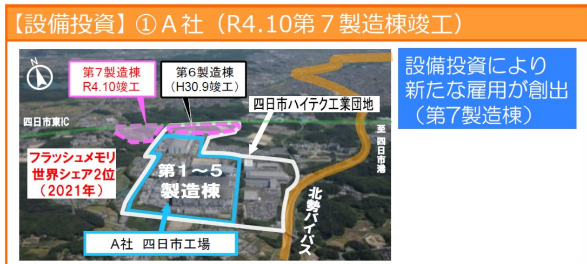 【設備投資】①A社（R4.10第7製造棟竣工）
設備投資により
新たな雇用が創出
（第7製造棟）
第7製造棟
R4.10竣工
第6製造棟
（H30.9竣工）
四日市ハイテク工業団地
四日市東IC
至 四日市港
フラッシュメモリ
世界シェア2位
（2021年）
第1～5
製造棟
北勢バイパス
A社 四日市工場